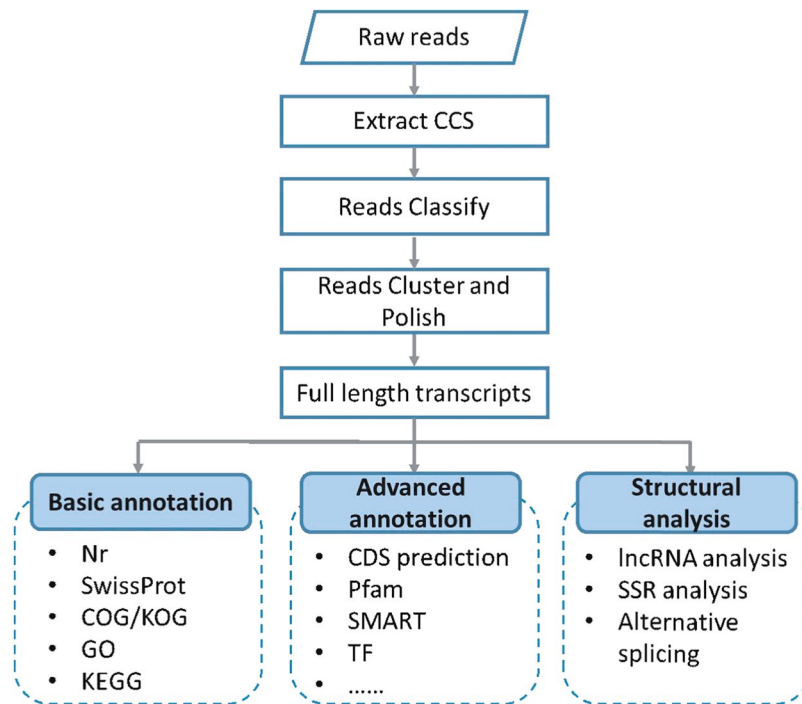 Raw reads
Extract CCS
Reads Classify
Reads Cluster and
Polish
Full length transcripts
Basic annotation
• Nr
• SwissProt
• COG/KOG
• GO
• KEGG
Advanced
annotation
• CDS prediction
• Pfam
• SMART
• TF
• ......
Structural
analysis
• lncRNA analysis
• SSR analysis
• Alternative
splicing